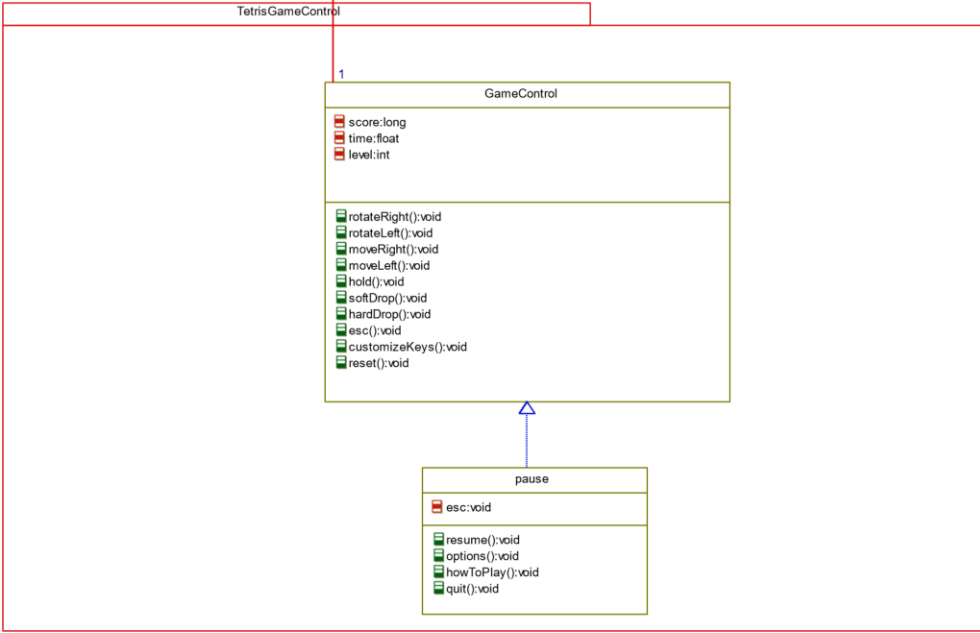 TetrisGameControl
1
GameControl
score:long
time:float
level:int
rotateRight():void
rotateLeft():void
moveRight():void
moveLeft():void
hold():void
softDrop():void
hardDrop():void
esc():void
customizeKeys():void
reset():void
pause
esc:void
resume():void
options():void
howToPlay():void
quit():void